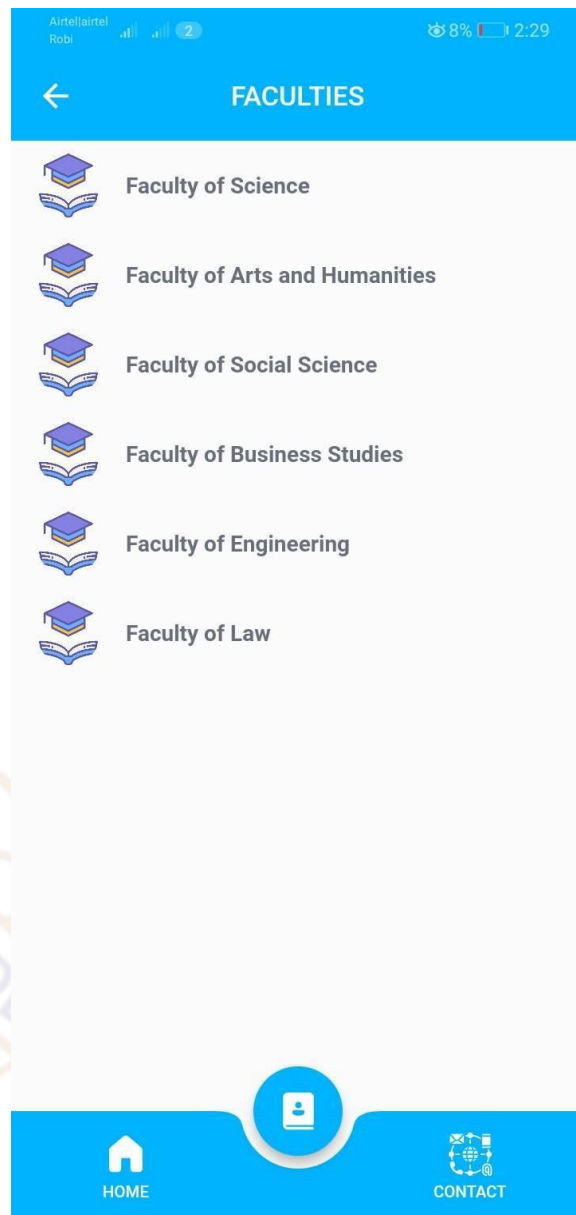 Airtel|airtel
Robi
2
8%
2:29
FACULTIES
Faculty of Science
Faculty of Arts and Humanities
Faculty of Social Science
Faculty of Business Studies
Faculty of Engineering
Faculty of Law
HOME
CONTACT